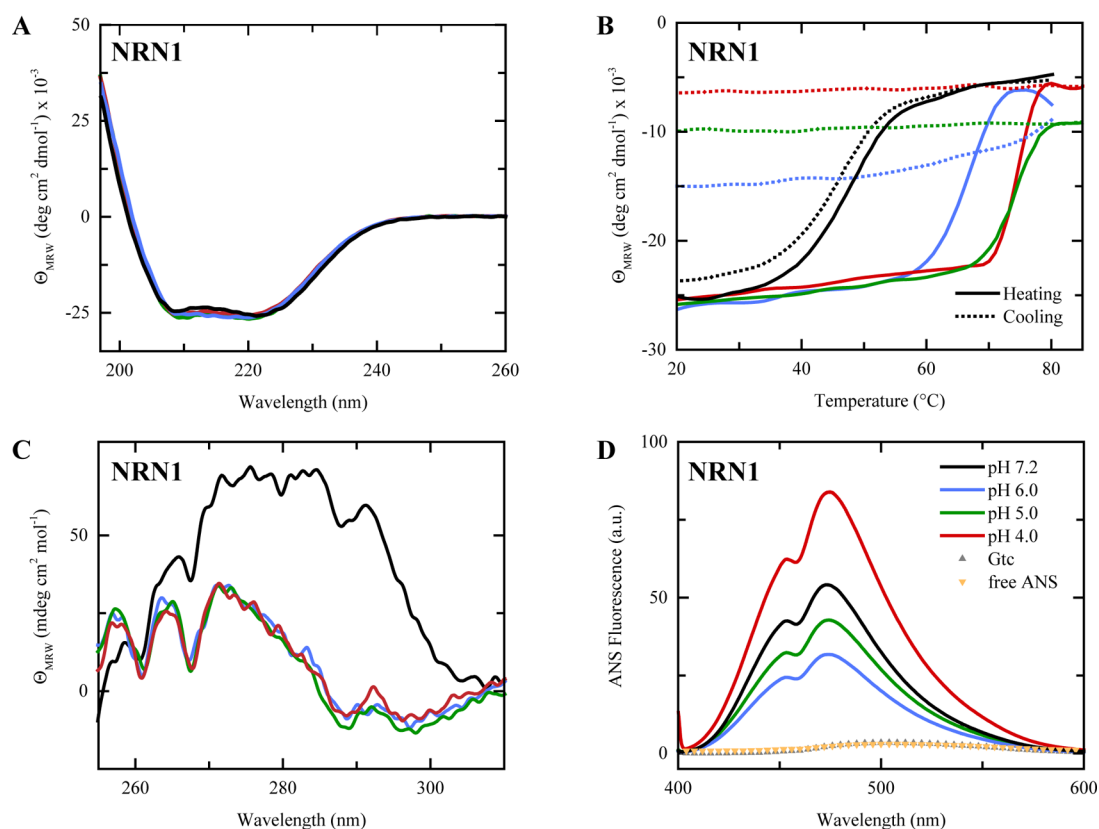 A
NRN1
50
25
0
-25
200
220
240
260
Θ_MRW (deg cm² dmol⁻¹) x 10⁻³
Wavelength (nm)
B
NRN1
0
-10
-20
-30
20
40
60
80
Θ_MRW (deg cm² dmol⁻¹) x 10⁻³
Temperature (°C)
Heating
Cooling
C
NRN1
50
0
260
280
300
Θ_MRW (mdeg cm² mol⁻¹)
Wavelength (nm)
D
NRN1
100
50
0
400
500
600
ANS Fluorescence (a.u.)
Wavelength (nm)
pH 7.2
pH 6.0
pH 5.0
pH 4.0
Gtc
free ANS